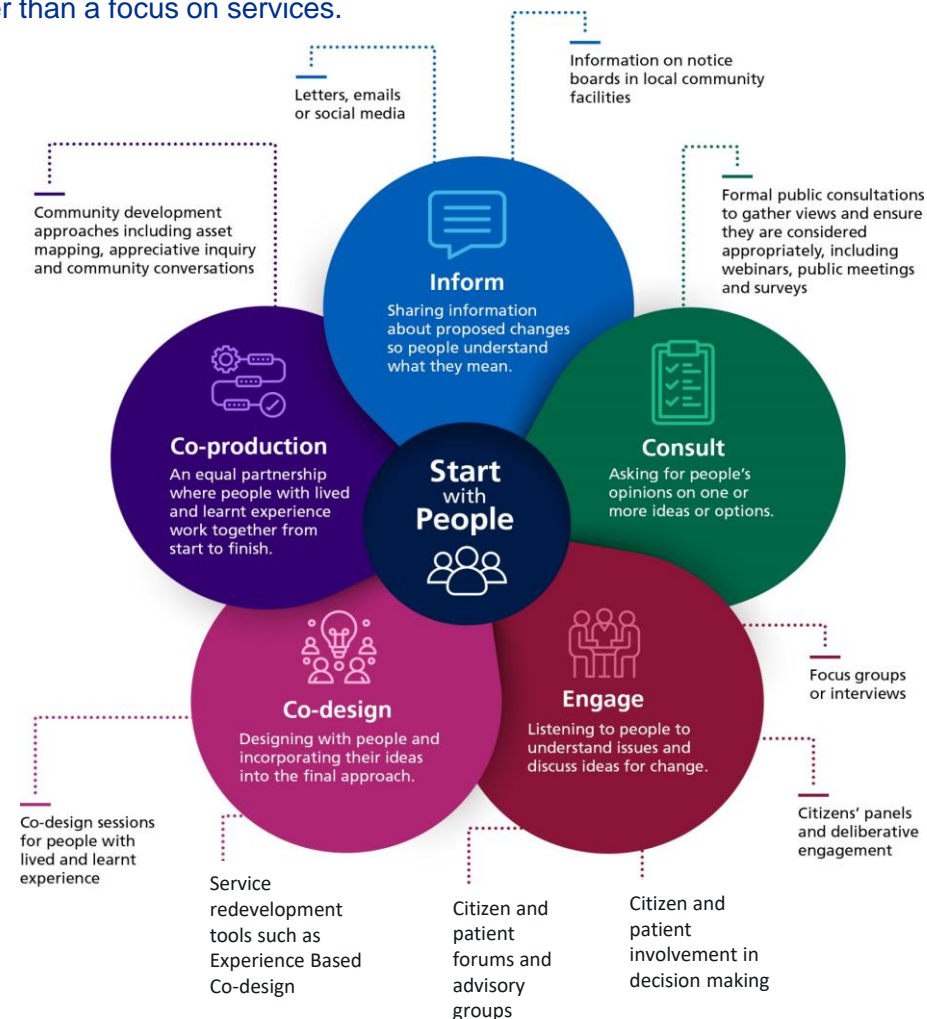 er than a focus on services.
Letters, emails
or social media
Information on notice
boards in local community
facilities
Community development
approaches including asset
mapping, appreciative inquiry
and community conversations
Formal public consultations
to gather views and ensure
they are considered
appropriately, including
webinars, public meetings
and surveys
Inform
Sharing information
about proposed changes
so people understand
what they mean.
Co-production
An equal partnership
where people with lived
and learnt experience
work together from
start to finish.
Start
with
People
Consult
Asking for people's
opinions on one or
more ideas or options.
Co-design
Designing with people and
incorporating their ideas
into the final approach.
Engage
Listening to people to
understand issues and
discuss ideas for change.
Focus groups
or interviews
Citizens' panels
and deliberative
engagement
Co-design sessions
for people with
lived and learnt
experience
Service
redevelopment
tools such as
Experience Based
Co-design
Citizen and
patient
forums and
advisory
groups
Citizen and
patient
involvement in
decision making